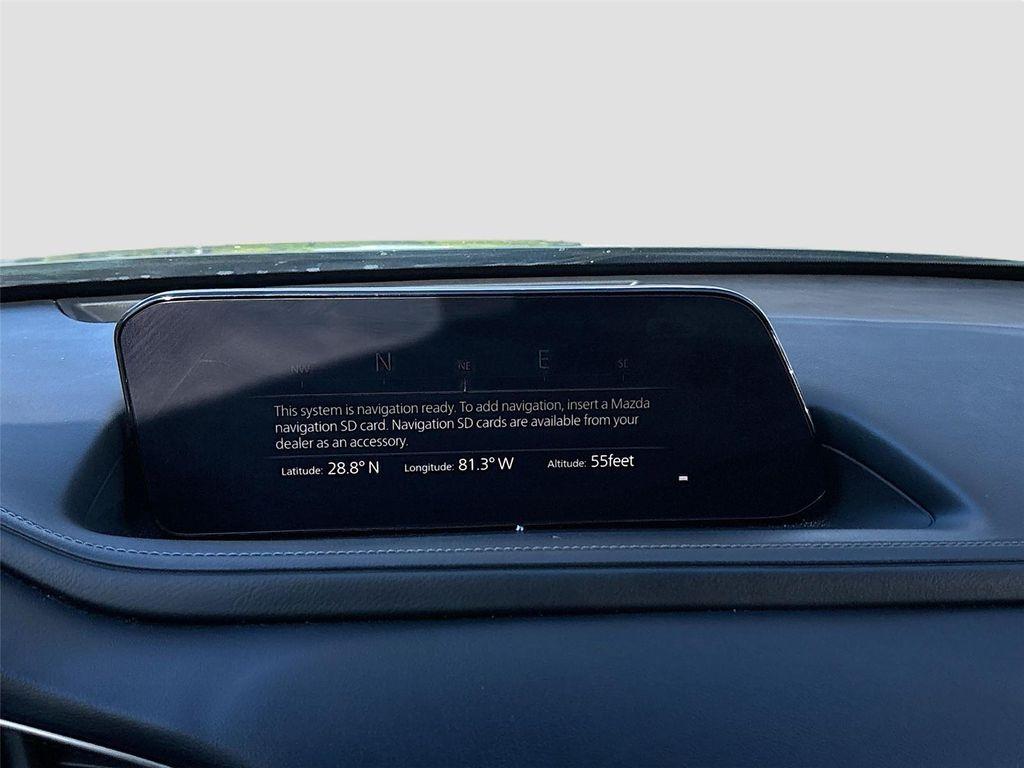 NW N NE E SE
This system is navigation ready. To add navigation, insert a Mazda
navigation SD card. Navigation SD cards are available from your
dealer as an accessory.
Latitude: 28.8° N Longitude: 81.3° W Altitude: 55feet